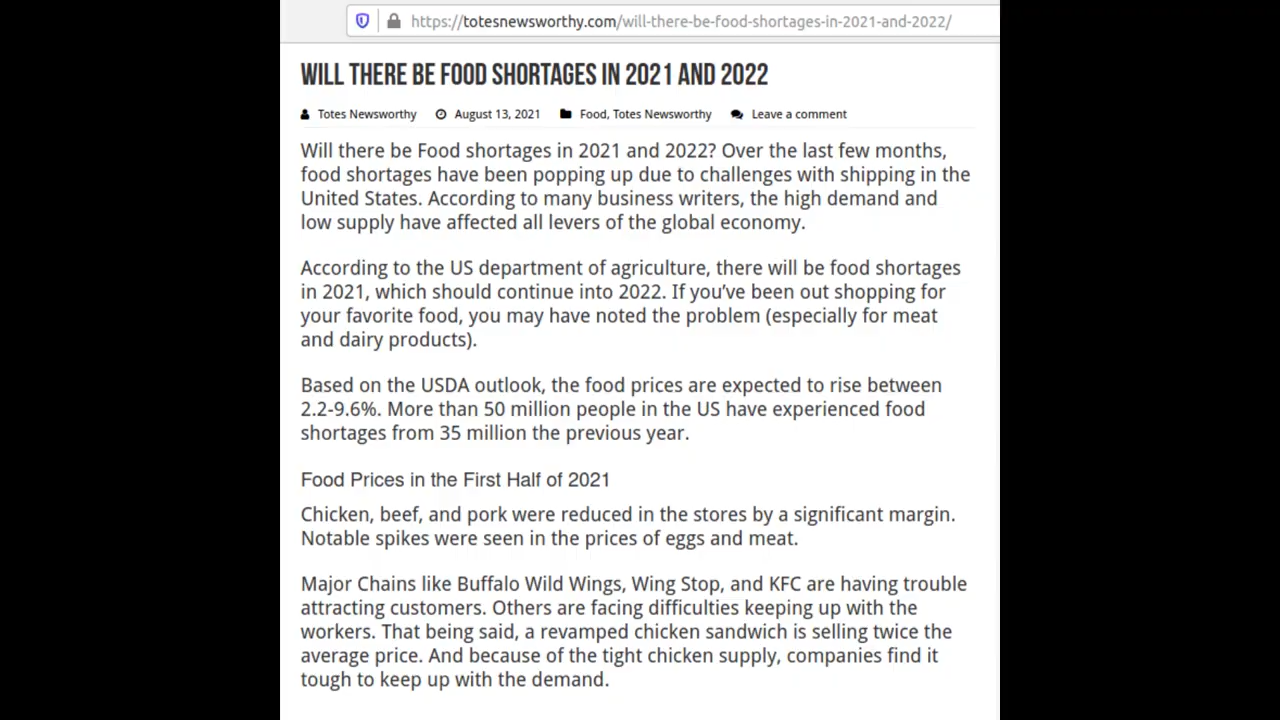 https://totesnewsworthy.com/will-there-be-food-shortages-in-2021-and-2022/
WILL THERE BE FOOD SHORTAGES IN 2021 AND 2022
Totes Newsworthy August 13, 2021 Food, Totes Newsworthy Leave a comment
Will there be Food shortages in 2021 and 2022? Over the last few months,
food shortages have been popping up due to challenges with shipping in the
United States. According to many business writers, the high demand and
low supply have affected all levers of the global economy.
According to the US department of agriculture, there will be food shortages
in 2021, which should continue into 2022. If you’ve been out shopping for
your favorite food, you may have noted the problem (especially for meat
and dairy products).
Based on the USDA outlook, the food prices are expected to rise between
2.2-9.6%. More than 50 million people in the US have experienced food
shortages from 35 million the previous year.
Food Prices in the First Half of 2021
Chicken, beef, and pork were reduced in the stores by a significant margin.
Notable spikes were seen in the prices of eggs and meat.
Major Chains like Buffalo Wild Wings, Wing Stop, and KFC are having trouble
attracting customers. Others are facing difficulties keeping up with the
workers. That being said, a revamped chicken sandwich is selling twice the
average price. And because of the tight chicken supply, companies find it
tough to keep up with the demand.